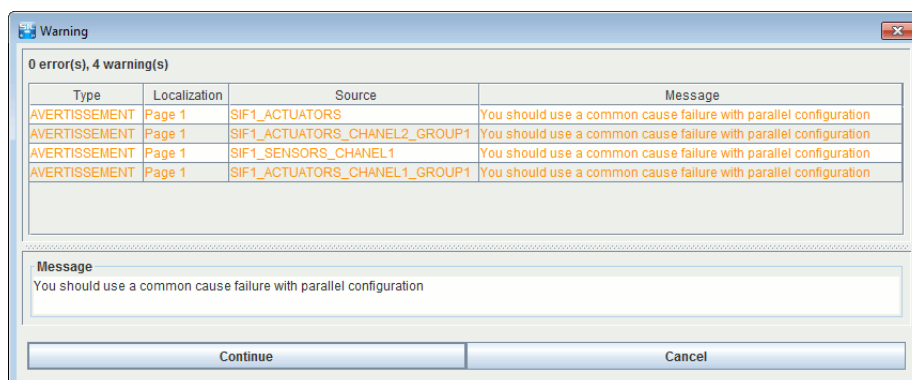 Warning
0 error(s), 4 warning(s)
Type Localization Source Message
AVERTISSEMENT Page 1 SIF1_ACTUATORS You should use a common cause failure with parallel configuration
AVERTISSEMENT Page 1 SIF1_ACTUATORS_CHANEL2_GROUP1 You should use a common cause failure with parallel configuration
AVERTISSEMENT Page 1 SIF1_SENSORS_CHANEL1 You should use a common cause failure with parallel configuration
AVERTISSEMENT Page 1 SIF1_ACTUATORS_CHANEL1_GROUP1 You should use a common cause failure with parallel configuration
Message
You should use a common cause failure with parallel configuration
Continue Cancel